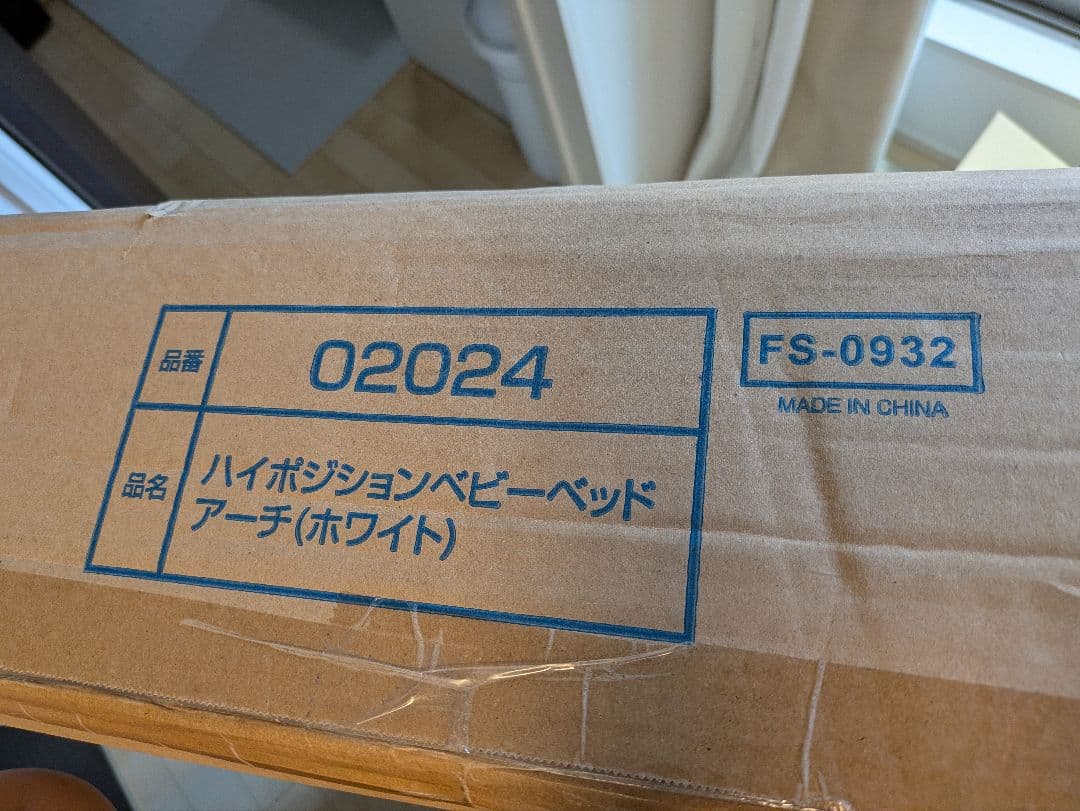 品番 02024
品名 ハイポジションベビーベッド
アーチ(ホワイト)
FS-0932
MADE IN CHINA